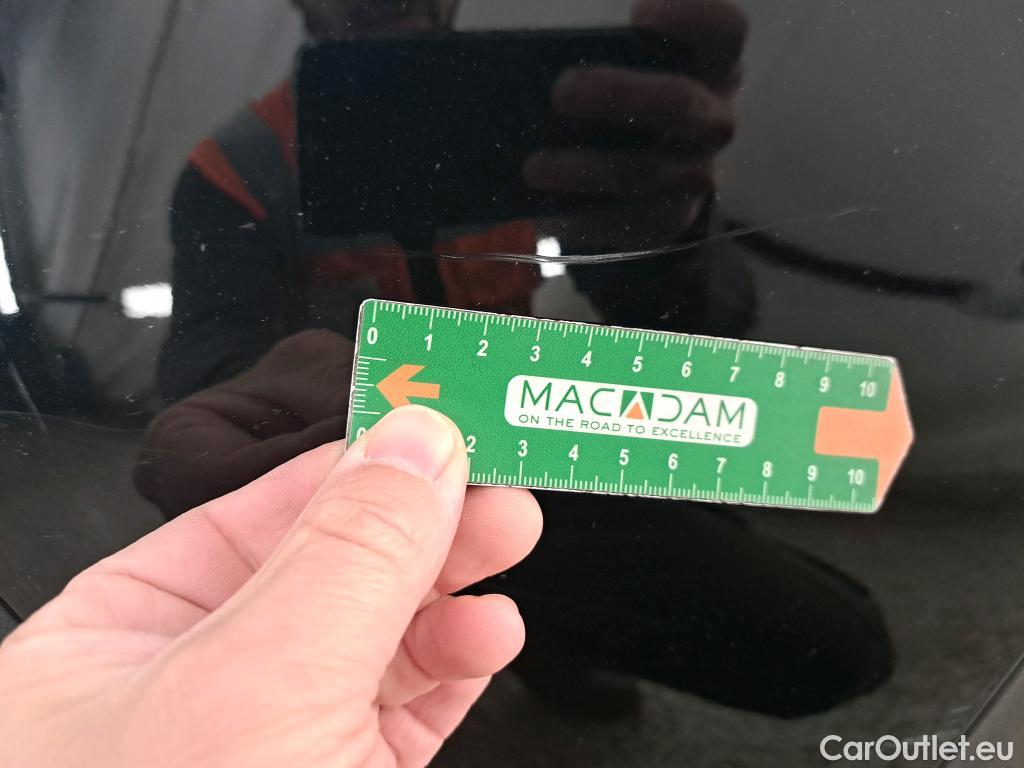 0 1 2 3 4 5 6 7 8 9 10
MACADAM
ON THE ROAD TO EXCELLENCE
0 2 3 4 5 6 7 8 9 10
CarOutlet.eu